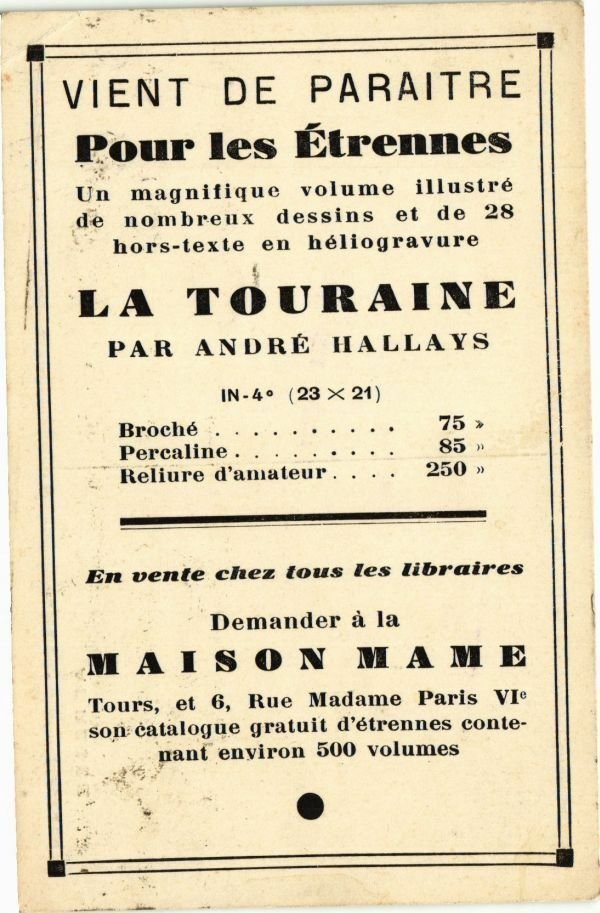 VIENT DE PARAITRE
Pour les Étrennes
Un magnifique volume illustré
de nombreux dessins et de 28
hors-texte en héliogravure
LA TOURAINE
PAR ANDRÉ HALLAYS
IN-4° (23 × 21)
Broché . . . . . . . . . . 75 »
Percaline . . . . . . . . . 85 »
Reliure d'amateur . . . . 250 »
En vente chez tous les libraires
Demander à la
MAISON MAME
Tours, et 6, Rue Madame Paris VIe
son catalogue gratuit d'étrennes conte-
nant environ 500 volumes